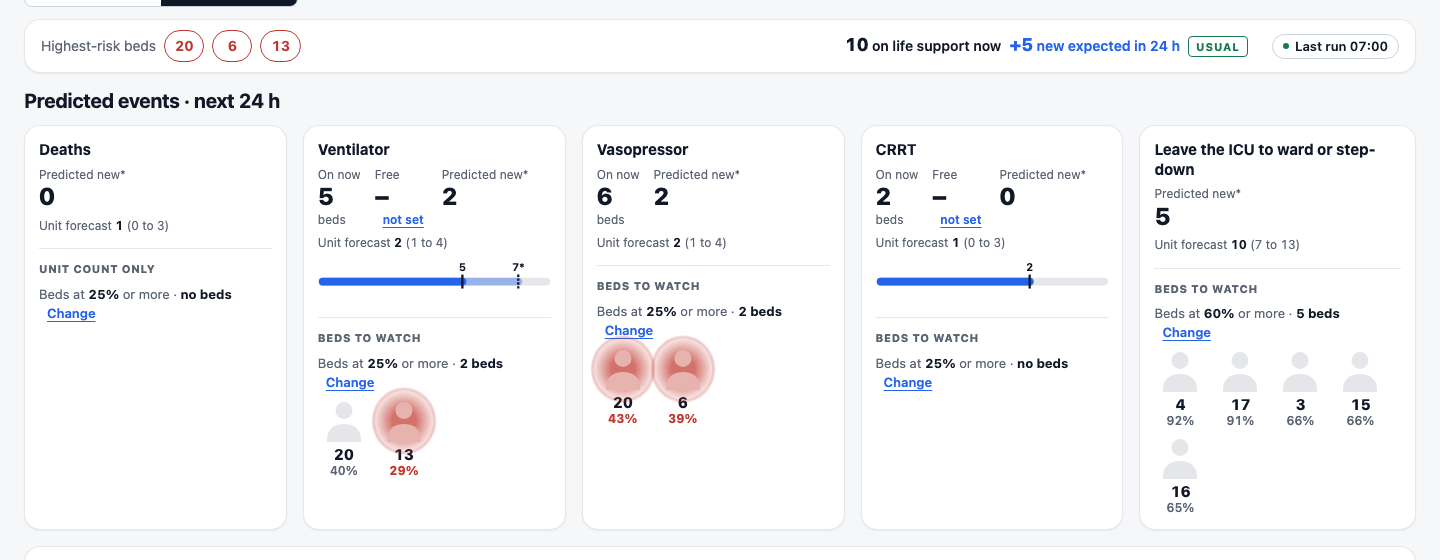 Highest-risk beds 20 6 13
10 on life support now +5 new expected in 24 h USUAL Last run 07:00
Predicted events · next 24 h
Deaths
Predicted new*
0
Unit forecast 1 (0 to 3)
UNIT COUNT ONLY
Beds at 25% or more · no beds
Change
Ventilator
On now Free Predicted new*
5 – 2
beds not set
Unit forecast 2 (1 to 4)
5 7*
BEDS TO WATCH
Beds at 25% or more · 2 beds
Change
20 13
40% 29%
Vasopressor
On now Predicted new*
6 2
beds
Unit forecast 2 (1 to 4)
BEDS TO WATCH
Beds at 25% or more · 2 beds
Change
20 6
43% 39%
CRRT
On now Free Predicted new*
2 – 0
beds not set
Unit forecast 1 (0 to 3)
2
BEDS TO WATCH
Beds at 25% or more · no beds
Change
Leave the ICU to ward or step-
down
Predicted new*
5
Unit forecast 10 (7 to 13)
BEDS TO WATCH
Beds at 60% or more · 5 beds
Change
4 17 3 15
92% 91% 66% 66%
16
65%